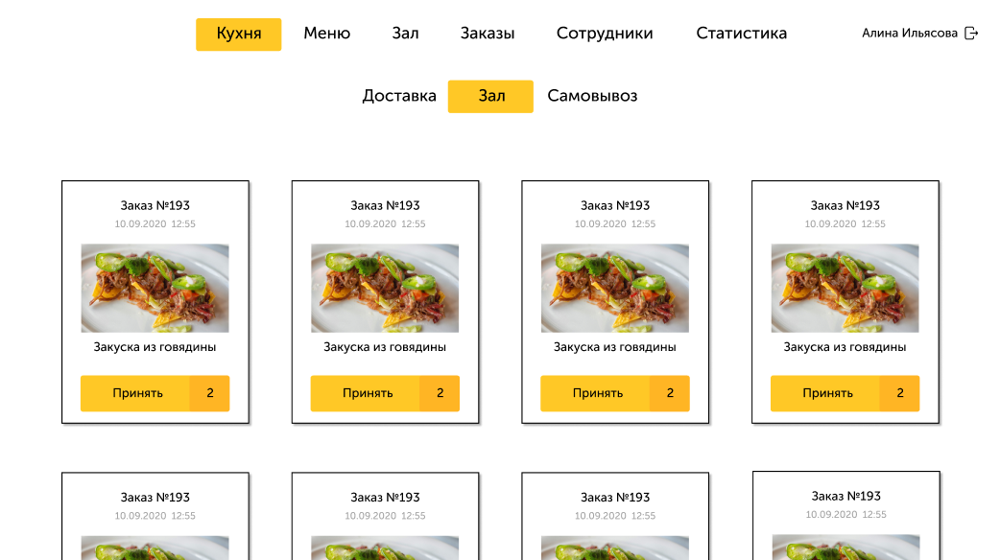 Кухня Меню Зал Заказы Сотрудники Статистика Алина Ильясова
Доставка Зал Самовывоз
Заказ №193 Заказ №193 Заказ №193 Заказ №193
10.09.2020 12:55 10.09.2020 12:55 10.09.2020 12:55 10.09.2020 12:55
Закуска из говядины Закуска из говядины Закуска из говядины Закуска из говядины
Принять 2 Принять 2 Принять 2 Принять 2
Заказ №193 Заказ №193 Заказ №193 Заказ №193
10.09.2020 12:55 10.09.2020 12:55 10.09.2020 12:55 10.09.2020 12:55